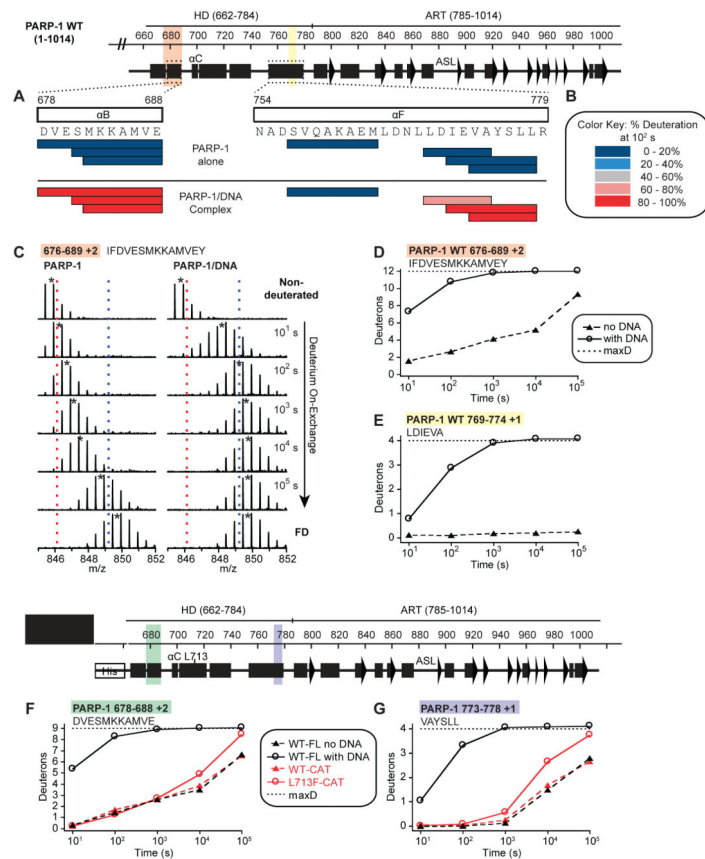 PARP-1 WT
(1-1014)
HD (662-784) ART (785-1014)
660 680 700 720 740 760 780 800 820 840 860 880 900 920 940 960 980 1000
αC
ASL
A
678 688
αB
DVESMKKAMVE
754 779
αF
NADSVQAKAEMLDNLLDIEVAYSLLR
PARP-1
alone
PARP-1/DNA
Complex
B
Color Key: % Deuteration
at 10² s
0 - 20%
20 - 40%
40 - 60%
60 - 80%
80 - 100%
C
676-689 +2 IFDVESMKKAMVEY
PARP-1 PARP-1/DNA
Non-
deuterated
10¹ s
10² s
10³ s
10⁴ s
10⁵ s
Deuterium On-Exchange
FD
846 848 850 852 846 848 850 852
m/z m/z
D
PARP-1 WT 676-689 +2
IFDVESMKKAMVEY
Deuterons
12
10
8
6
4
2
0
10¹ 10² 10³ 10⁴ 10⁵
Time (s)
no DNA
with DNA
maxD
E
PARP-1 WT 769-774 +1
LDIEVA
Deuterons
4
3
2
1
0
10¹ 10² 10³ 10⁴ 10⁵
Time (s)
HD (662-784) ART (785-1014)
680 700 720 740 760 780 800 820 840 860 880 900 920 940 960 980 1000
αC L713
ASL
His
F
PARP-1 678-688 +2
DVESMKKAMVE
Deuterons
9
8
7
6
5
4
3
2
1
0
10¹ 10² 10³ 10⁴ 10⁵
Time (s)
WT-FL no DNA
WT-FL with DNA
WT-CAT
L713F-CAT
maxD
G
PARP-1 773-778 +1
VAYSLL
Deuterons
4
3
2
1
0
10¹ 10² 10³ 10⁴ 10⁵
Time (s)